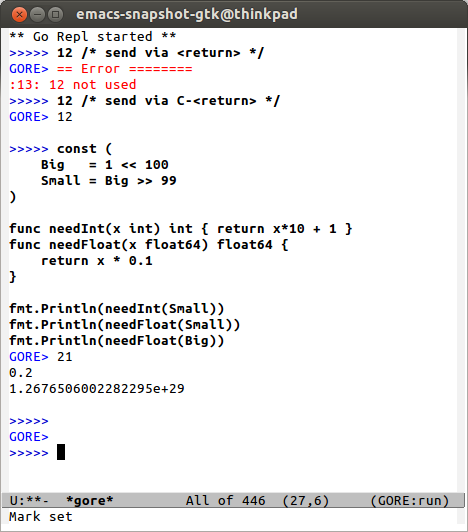 emacs-snapshot-gtk@thinkpad
** Go Repl started **
>>>>> 12 /* send via <return> */
GORE> == Error ========
:13: 12 not used
>>>>> 12 /* send via C-<return> */
GORE> 12
>>>>> const (
    Big   = 1 << 100
    Small = Big >> 99
)
func needInt(x int) int { return x*10 + 1 }
func needFloat(x float64) float64 {
    return x * 0.1
}
fmt.Println(needInt(Small))
fmt.Println(needFloat(Small))
fmt.Println(needFloat(Big))
GORE> 21
0.2
1.2676506002282295e+29
>>>>>
GORE>
>>>>>
U:**-  *gore*         All of 446  (27,6)     (GORE:run)
Mark set